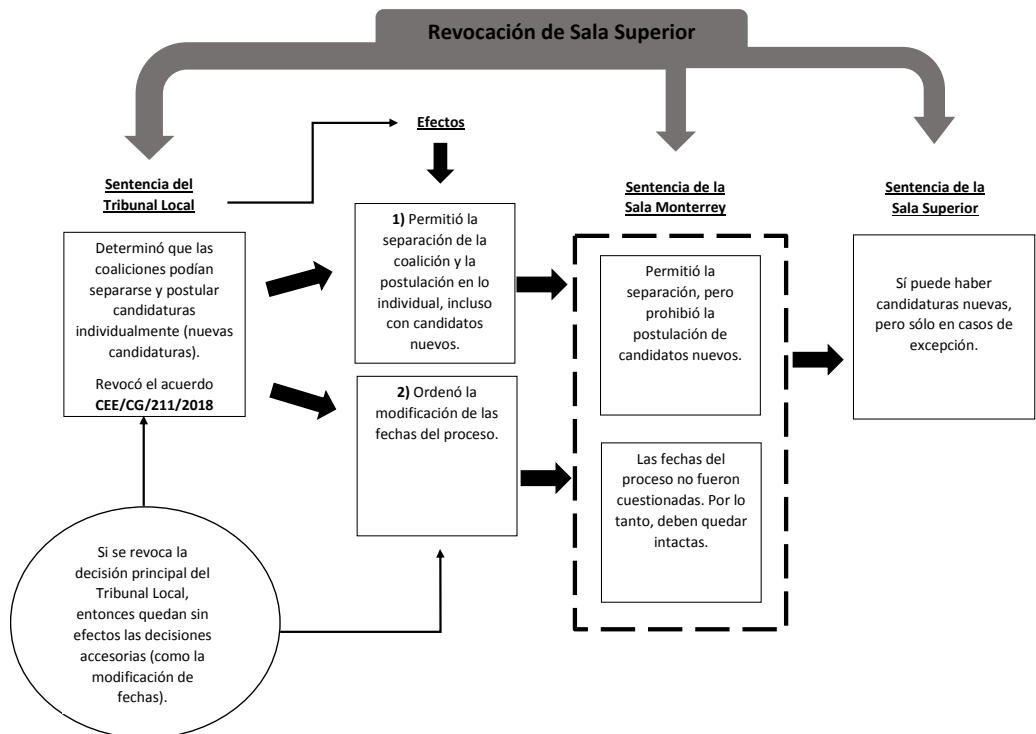 Revocación de Sala Superior
Efectos
Sentencia del
Tribunal Local
Determinó que las
coaliciones podían
separarse y postular
candidaturas
individualmente (nuevas
candidaturas).
Revocó el acuerdo
CEE/CG/211/2018
1) Permitió la
separación de la
coalición y la
postulación en lo
individual, incluso
con candidatos
nuevos.
2) Ordenó la
modificación de las
fechas del proceso.
Sentencia de la
Sala Monterrey
Permitió la
separación, pero
prohibió la
postulación de
candidatos nuevos.
Las fechas del
proceso no fueron
cuestionadas. Por lo
tanto, deben quedar
intactas.
Sentencia de la
Sala Superior
Sí puede haber
candidaturas nuevas,
pero sólo en casos de
excepción.
Si se revoca la
decisión principal del
Tribunal Local,
entonces quedan sin
efectos las decisiones
accesorias (como la
modificación de
fechas).